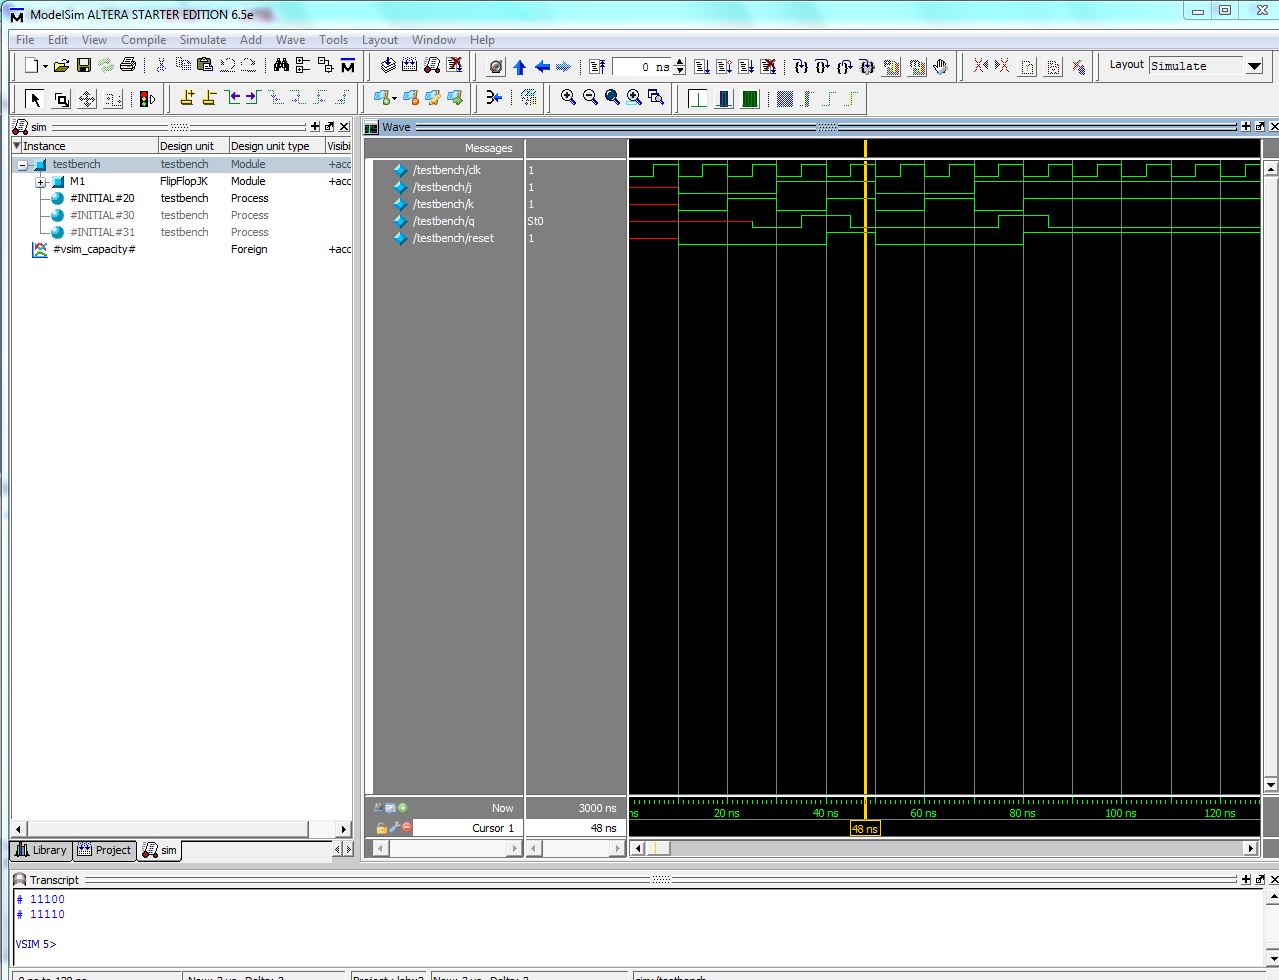 ModelSim ALTERA STARTER EDITION 6.5e
File Edit View Compile Simulate Add Wave Tools Layout Window Help
0 ns
Layout Simulate
sim
Instance Design unit Design unit type Visibi
testbench testbench Module +acc
M1 FlipFlopJK Module +acc
#INITIAL#20 testbench Process
#INITIAL#30 testbench Process
#INITIAL#31 testbench Process
#vsim_capacity# Foreign +acc
Wave
Messages
/testbench/clk 1
/testbench/j 1
/testbench/k 1
/testbench/q St0
/testbench/reset 1
Now 3000 ns
Cursor 1 48 ns
ns 20 ns 40 ns 60 ns 80 ns 100 ns 120 ns
48 ns
Library Project sim
Transcript
# 11100
# 11110
VSIM 5>